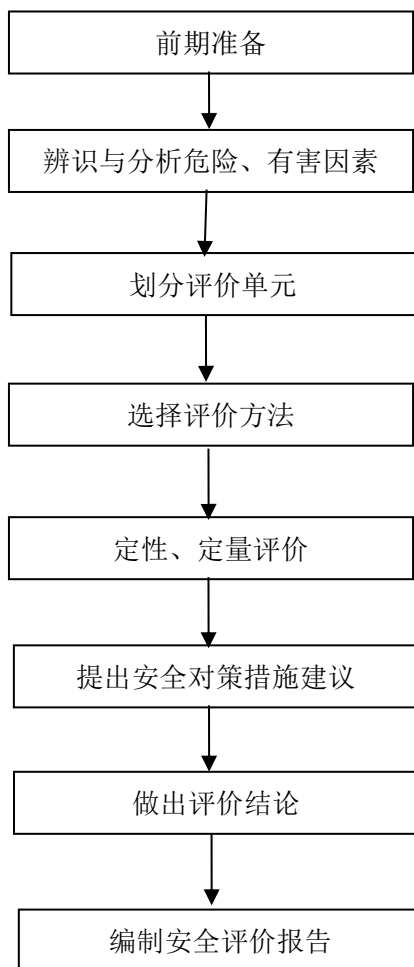 前期准备
辨识与分析危险、有害因素
划分评价单元
选择评价方法
定性、定量评价
提出安全对策措施建议
做出评价结论
编制安全评价报告